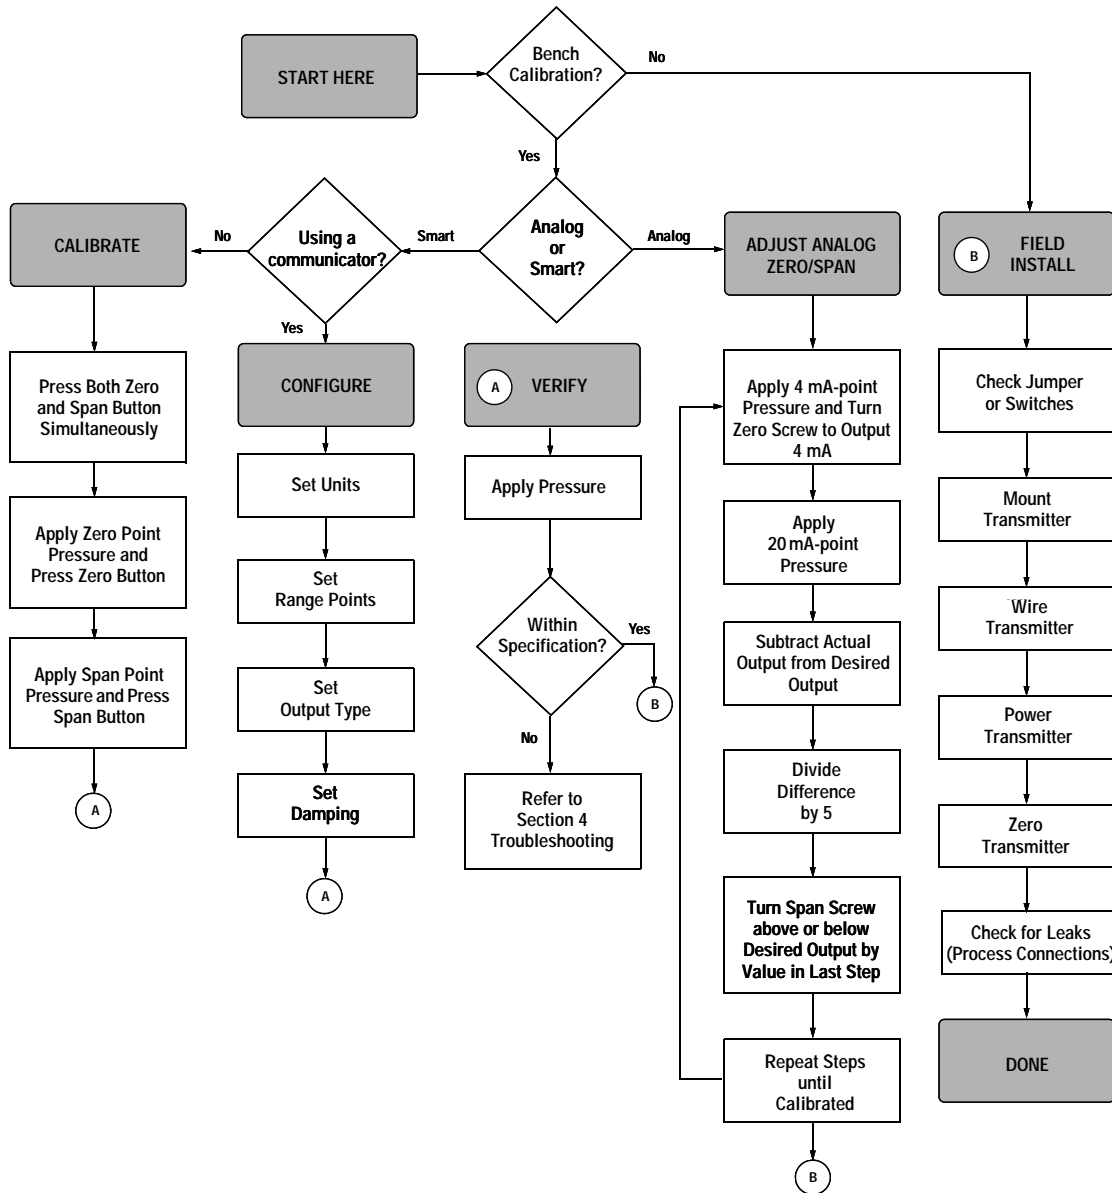 START HERE
Bench
Calibration?
No
Yes
CALIBRATE
No
Using a
communicator?
Smart
Analog
or
Smart?
Analog
ADJUST ANALOG
ZERO/SPAN
B
FIELD
INSTALL
Yes
Press Both Zero
and Span Button
Simultaneously
Apply Zero Point
Pressure and
Press Zero Button
Apply Span Point
Pressure and Press
Span Button
A
CONFIGURE
Set Units
Set
Range Points
Set
Output Type
Set
Damping
A
A
VERIFY
Apply Pressure
Within
Specification?
Yes
B
No
Refer to
Section 4
Troubleshooting
Apply 4 mA-point
Pressure and Turn
Zero Screw to Output
4 mA
Apply
20 mA-point
Pressure
Subtract Actual
Output from Desired
Output
Divide
Difference
by 5
Turn Span Screw
above or below
Desired Output by
Value in Last Step
Repeat Steps
until
Calibrated
B
Check Jumper
or Switches
Mount
Transmitter
Wire
Transmitter
Power
Transmitter
Zero
Transmitter
Check for Leaks
(Process Connections)
DONE